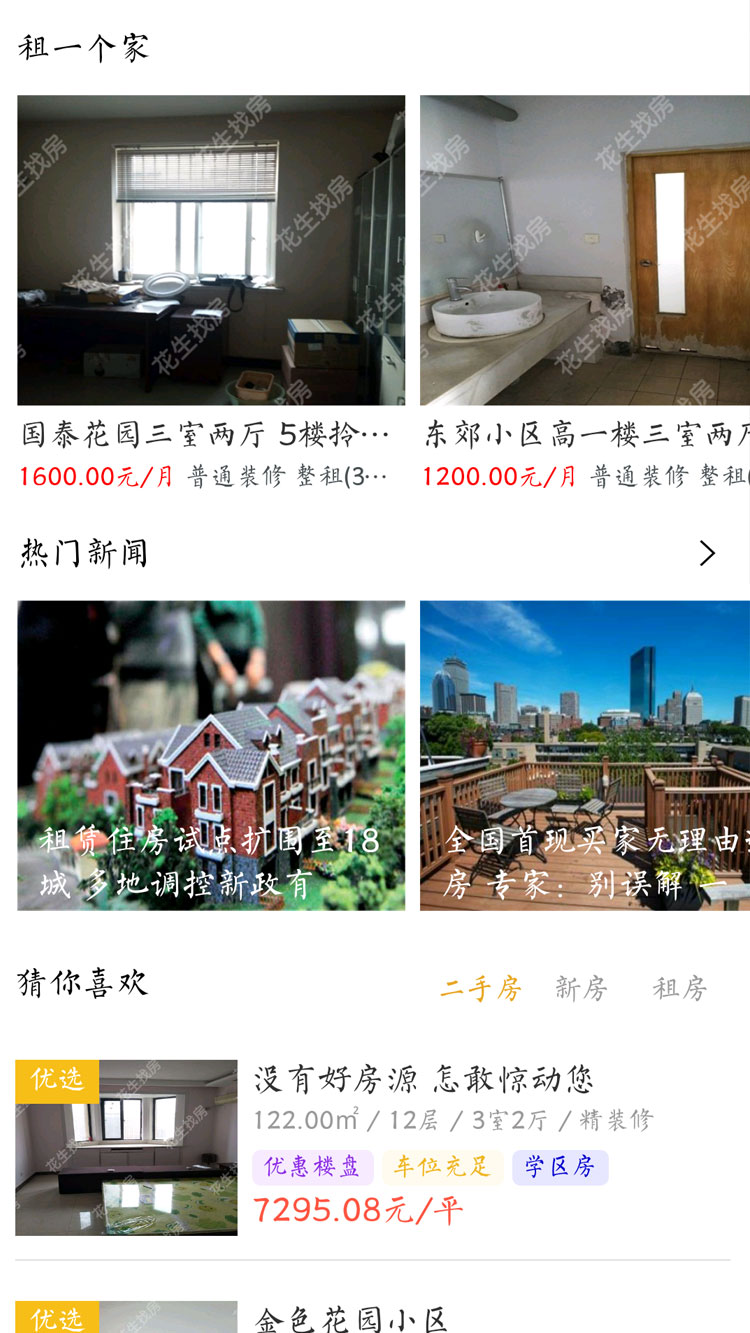 租一个家
花生找房
国泰花园三室两厅 5楼拎…
东郊小区高一楼三室两
1600.00元/月 普通装修 整租(3…
1200.00元/月 普通装修 整租
热门新闻
租赁住房试点扩围至18
城 多地调控新政有
全国首现买家无理由
房 专家：别误解 一
猜你喜欢
二手房 新房 租房
优选
没有好房源 怎敢惊动您
122.00㎡ / 12层 / 3室2厅 / 精装修
优惠楼盘 车位充足 学区房
7295.08元/平
优选
金色花园小区